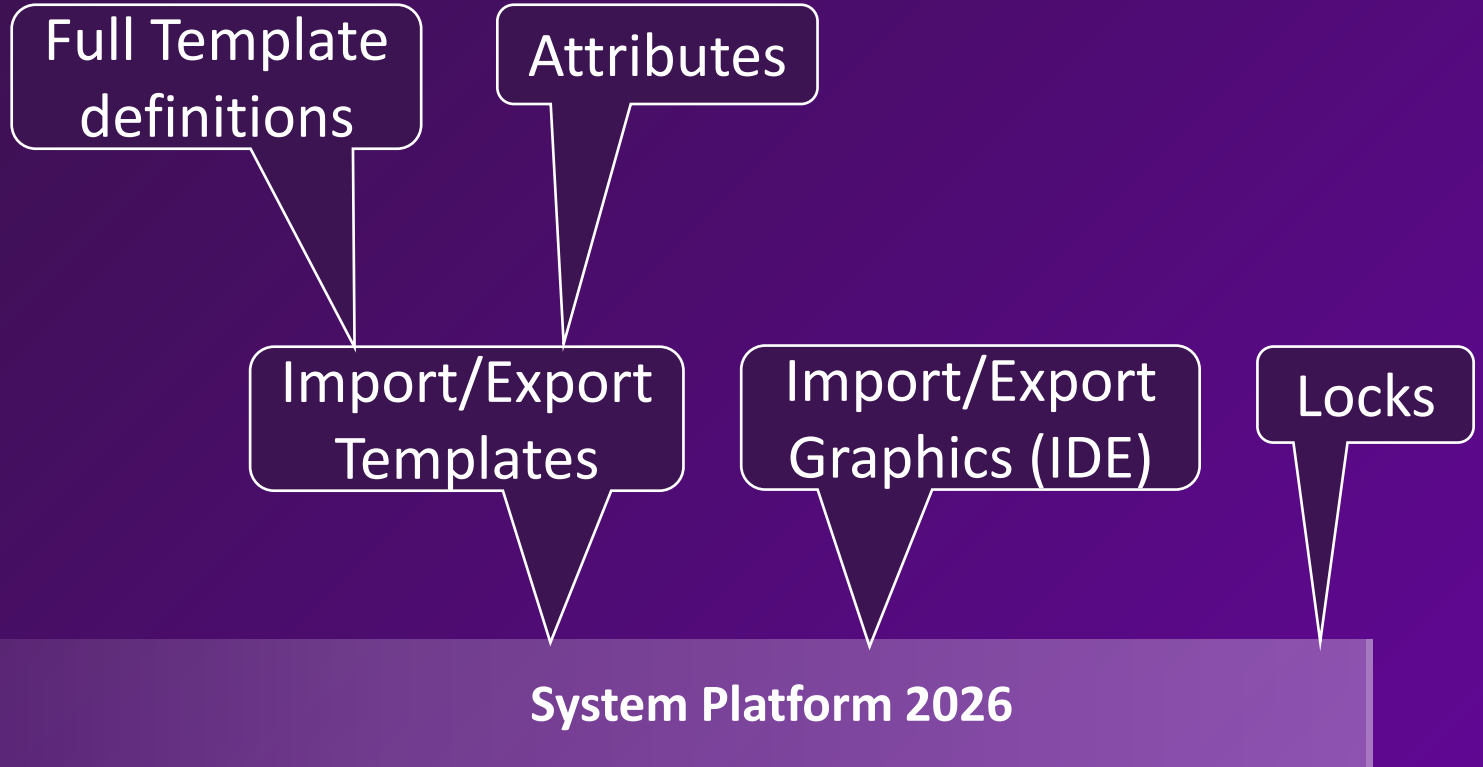 Full Template
definitions
Attributes
Import/Export
Templates
Import/Export
Graphics (IDE)
Locks
System Platform 2026